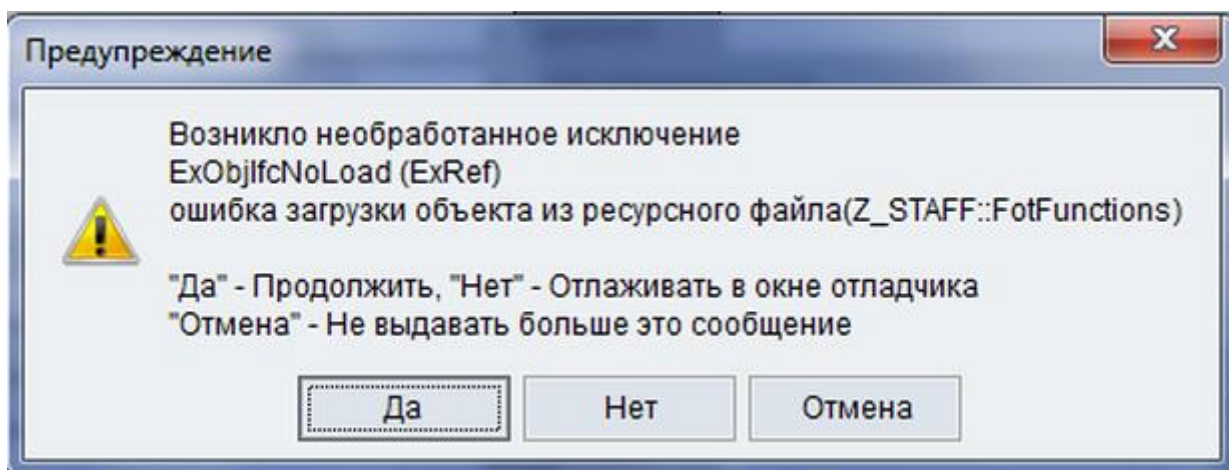 Предупреждение
Возникло необработанное исключение
ExObjIfcNoLoad (ExRef)
ошибка загрузки объекта из ресурсного файла(Z_STAFF::FotFunctions)
"Да" - Продолжить, "Нет" - Отлаживать в окне отладчика
"Отмена" - Не выдавать больше это сообщение
Да Нет Отмена